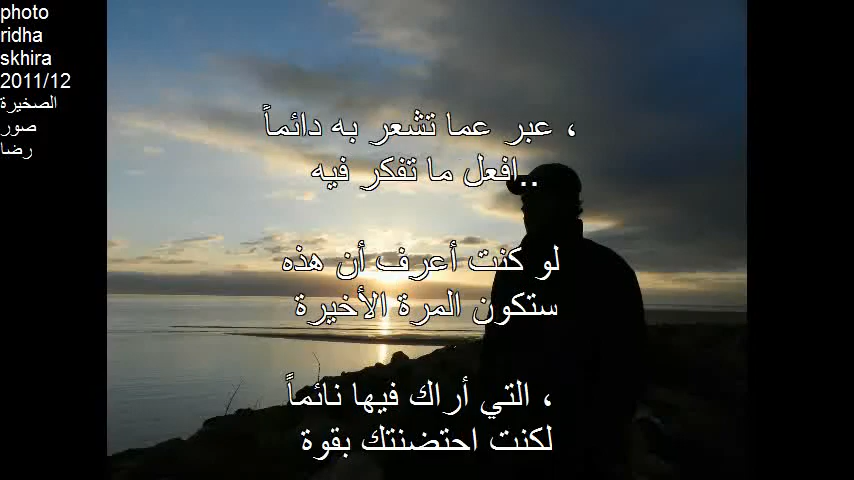 photo
ridha
skhira
2011/12
الصخيرة
صور
رضا
عبر عما تشعر به دائماً ،
افعل ما تفكر فيه..
لو كنت أعرف أن هذه
ستكون المرة الأخيرة
التي أراك فيها نائماً ،
لكنت احتضنتك بقوة